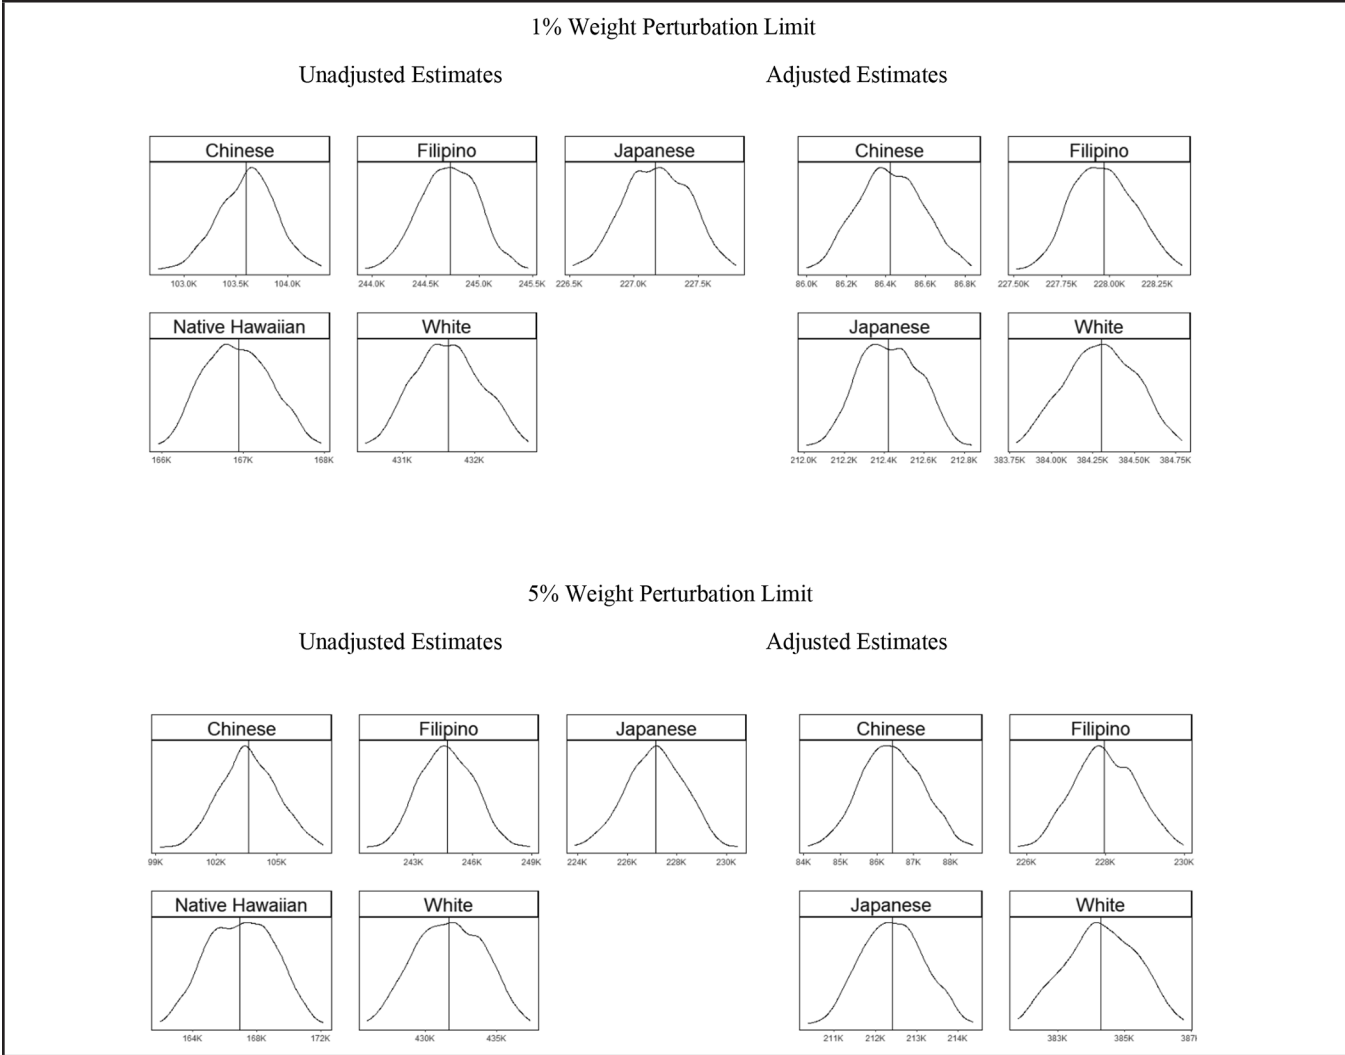 1% Weight Perturbation Limit
Unadjusted Estimates Adjusted Estimates
Chinese Filipino Japanese Chinese Filipino
103.0K 103.5K 104.0K 244.0K 244.5K 245.0K 245.5K 226.5K 227.0K 227.5K 86.0K 86.2K 86.4K 86.6K 86.8K 227.50K 227.75K 228.00K 228.25K
Native Hawaiian White Japanese White
166K 167K 168K 431K 432K 212.0K 212.2K 212.4K 212.6K 212.8K 383.75K 384.00K 384.25K 384.50K 384.75K
5% Weight Perturbation Limit
Unadjusted Estimates Adjusted Estimates
Chinese Filipino Japanese Chinese Filipino
99K 102K 105K 243K 246K 249K 224K 226K 228K 230K 84K 85K 86K 87K 88K 226K 228K 230K
Native Hawaiian White Japanese White
164K 168K 172K 430K 435K 211K 212K 213K 214K 383K 385K 387